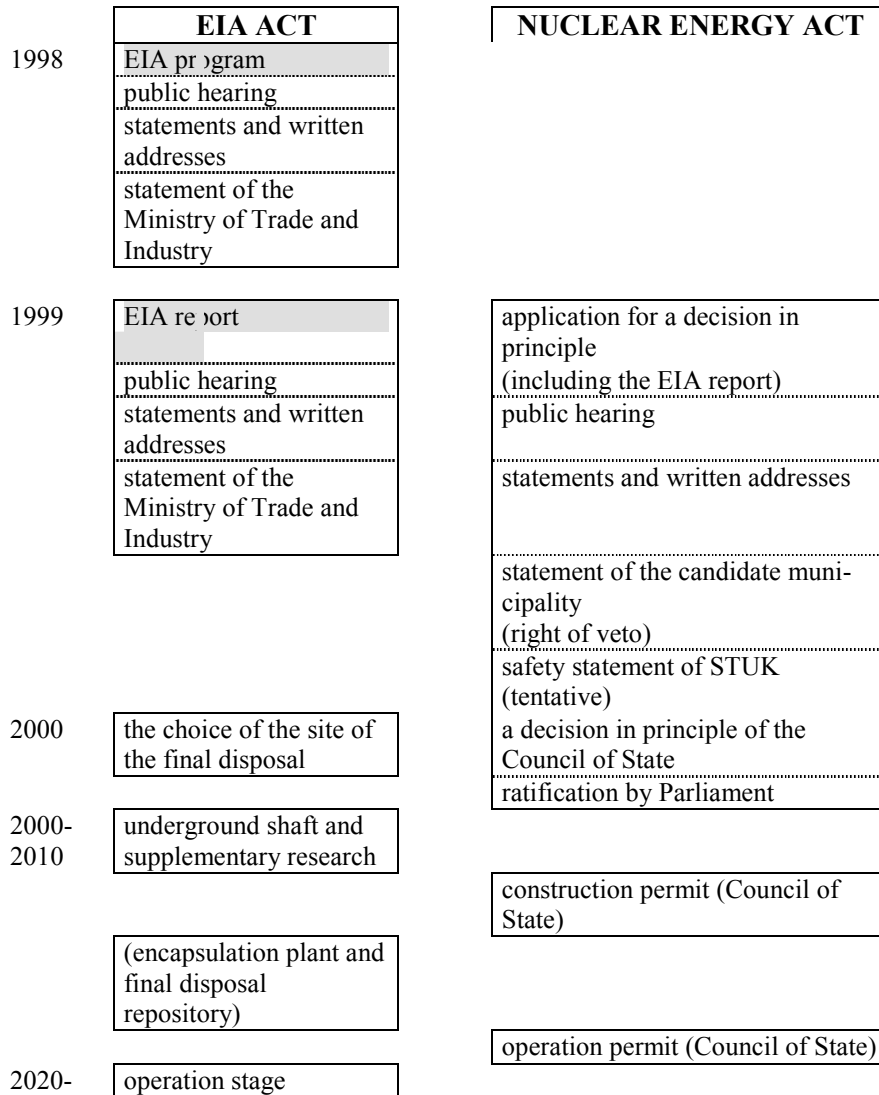 EIA ACT NUCLEAR ENERGY ACT
1998 EIA program
public hearing
statements and written
addresses
statement of the
Ministry of Trade and
Industry
1999 EIA report application for a decision in
principle
public hearing (including the EIA report)
statements and written public hearing
addresses
statement of the statements and written addresses
Ministry of Trade and
Industry
statement of the candidate muni-
cipality
(right of veto)
safety statement of STUK
(tentative)
2000 the choice of the site of a decision in principle of the
the final disposal Council of State
ratification by Parliament
2000- underground shaft and
2010 supplementary research
construction permit (Council of
State)
(encapsulation plant and
final disposal
repository)
operation permit (Council of State)
2020- operation stage